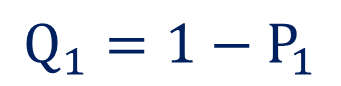 Q₁ = 1 − P₁